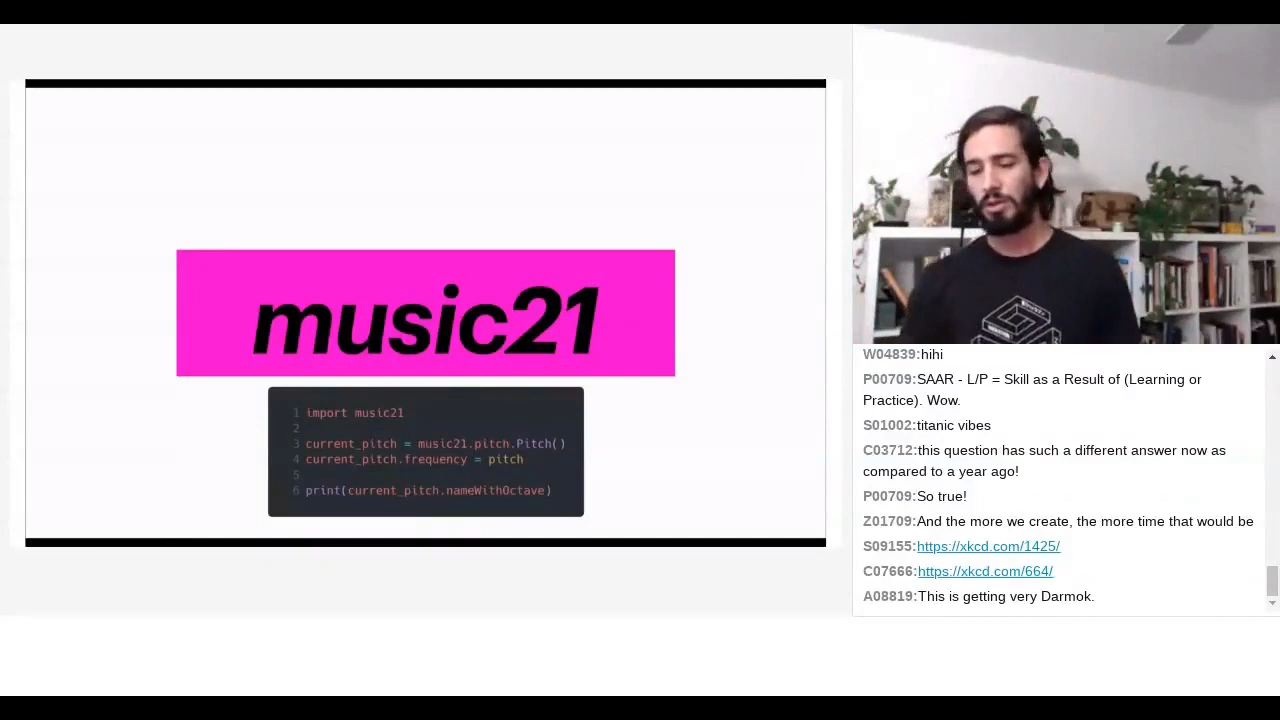 music21
1 import music21
2
3 current_pitch = music21.pitch.Pitch()
4 current_pitch.frequency = pitch
5
6 print(current_pitch.nameWithOctave)
W04839:hihi
P00709:SAAR - L/P = Skill as a Result of (Learning or
Practice). Wow.
S01002:titanic vibes
C03712:this question has such a different answer now as
compared to a year ago!
P00709:So true!
Z01709:And the more we create, the more time that would be
S09155:https://xkcd.com/1425/
C07666:https://xkcd.com/664/
A08819:This is getting very Darmok.